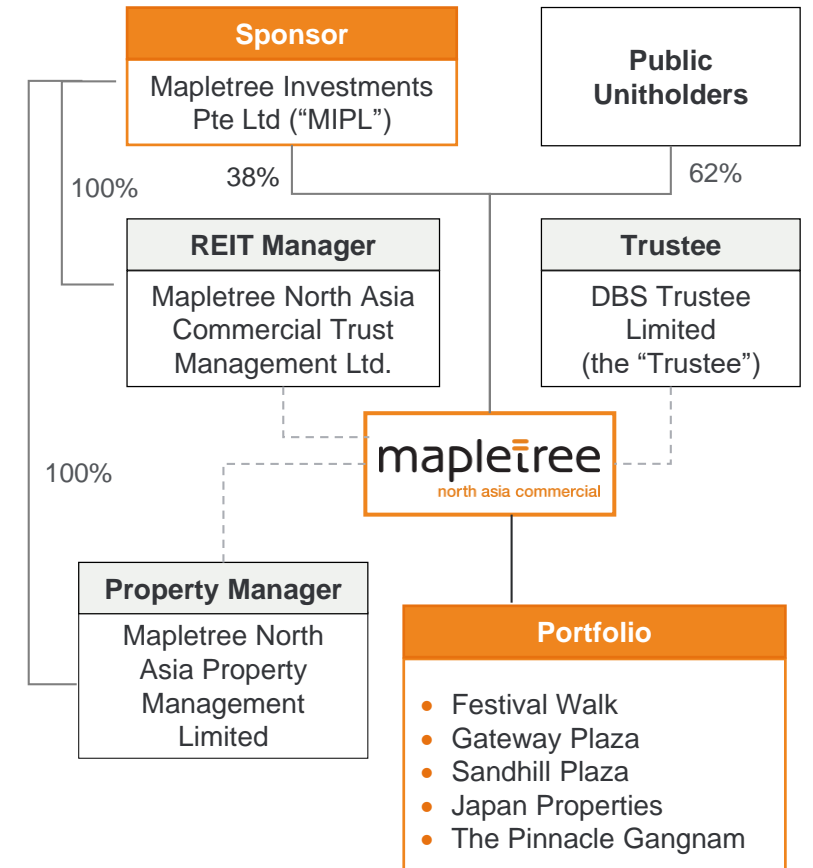 Sponsor
Mapletree Investments
Pte Ltd (“MIPL”)
Public
Unitholders
100%
38%
62%
REIT Manager
Mapletree North Asia
Commercial Trust
Management Ltd.
Trustee
DBS Trustee
Limited
(the “Trustee”)
mapletree
north asia commercial
100%
Property Manager
Mapletree North
Asia Property
Management
Limited
Portfolio
• Festival Walk
• Gateway Plaza
• Sandhill Plaza
• Japan Properties
• The Pinnacle Gangnam